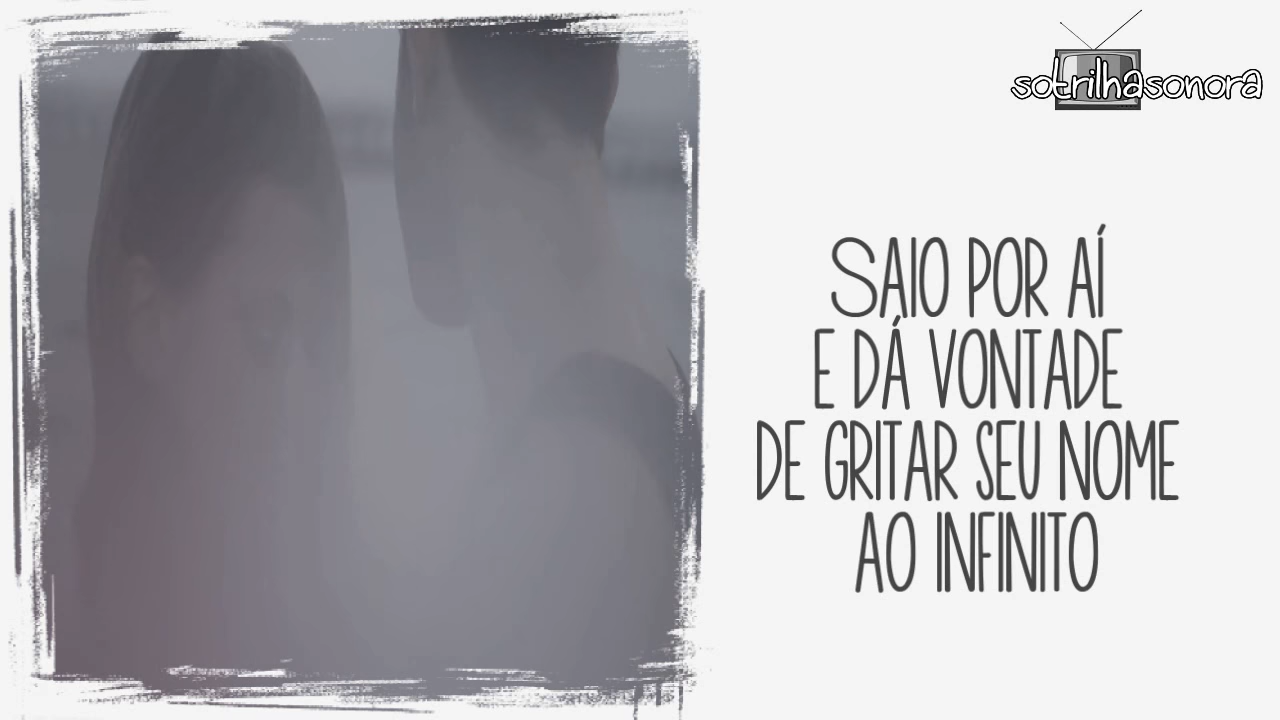 sotrilhasonora
SAIO POR AÍ
E DÁ VONTADE
DE GRITAR SEU NOME
AO INFINITO